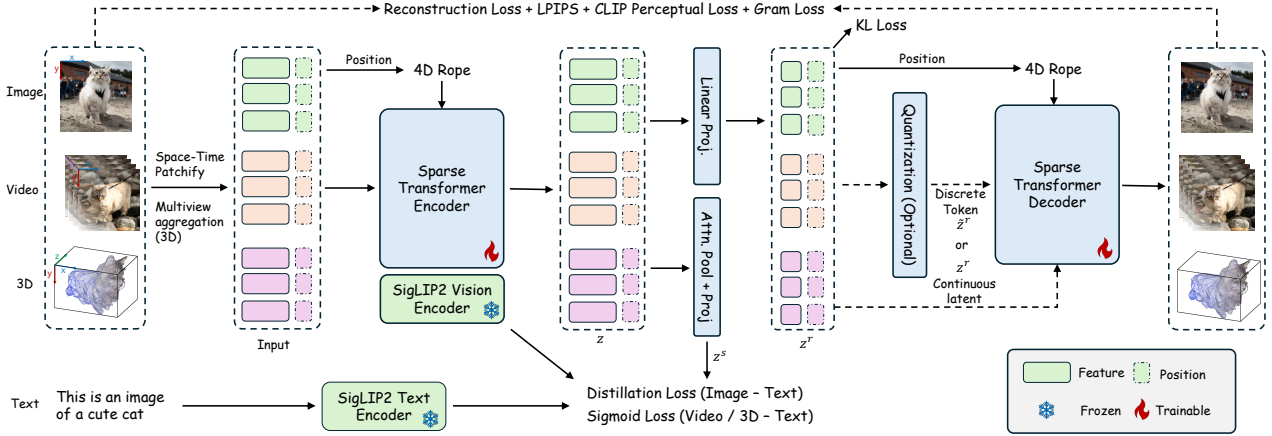 Reconstruction Loss + LPIPS + CLIP Perceptual Loss + Gram Loss
KL Loss
Image
Video
3D
x
y
z
x
y
Space-Time
Patchify
Multiview
aggregation
(3D)
Input
Position
4D Rope
Sparse
Transformer
Encoder
SigLIP2 Vision
Encoder
z
Linear Proj.
Attn. Pool + Proj
z^s
z^r
Position
4D Rope
Quantization (Optional)
Discrete
Token
z̃^r
or
z^r
Continuous
latent
Sparse
Transformer
Decoder
Text
This is an image
of a cute cat
SigLIP2 Text
Encoder
Distillation Loss (Image – Text)
Sigmoid Loss (Video / 3D – Text)
Feature
Position
Frozen
Trainable